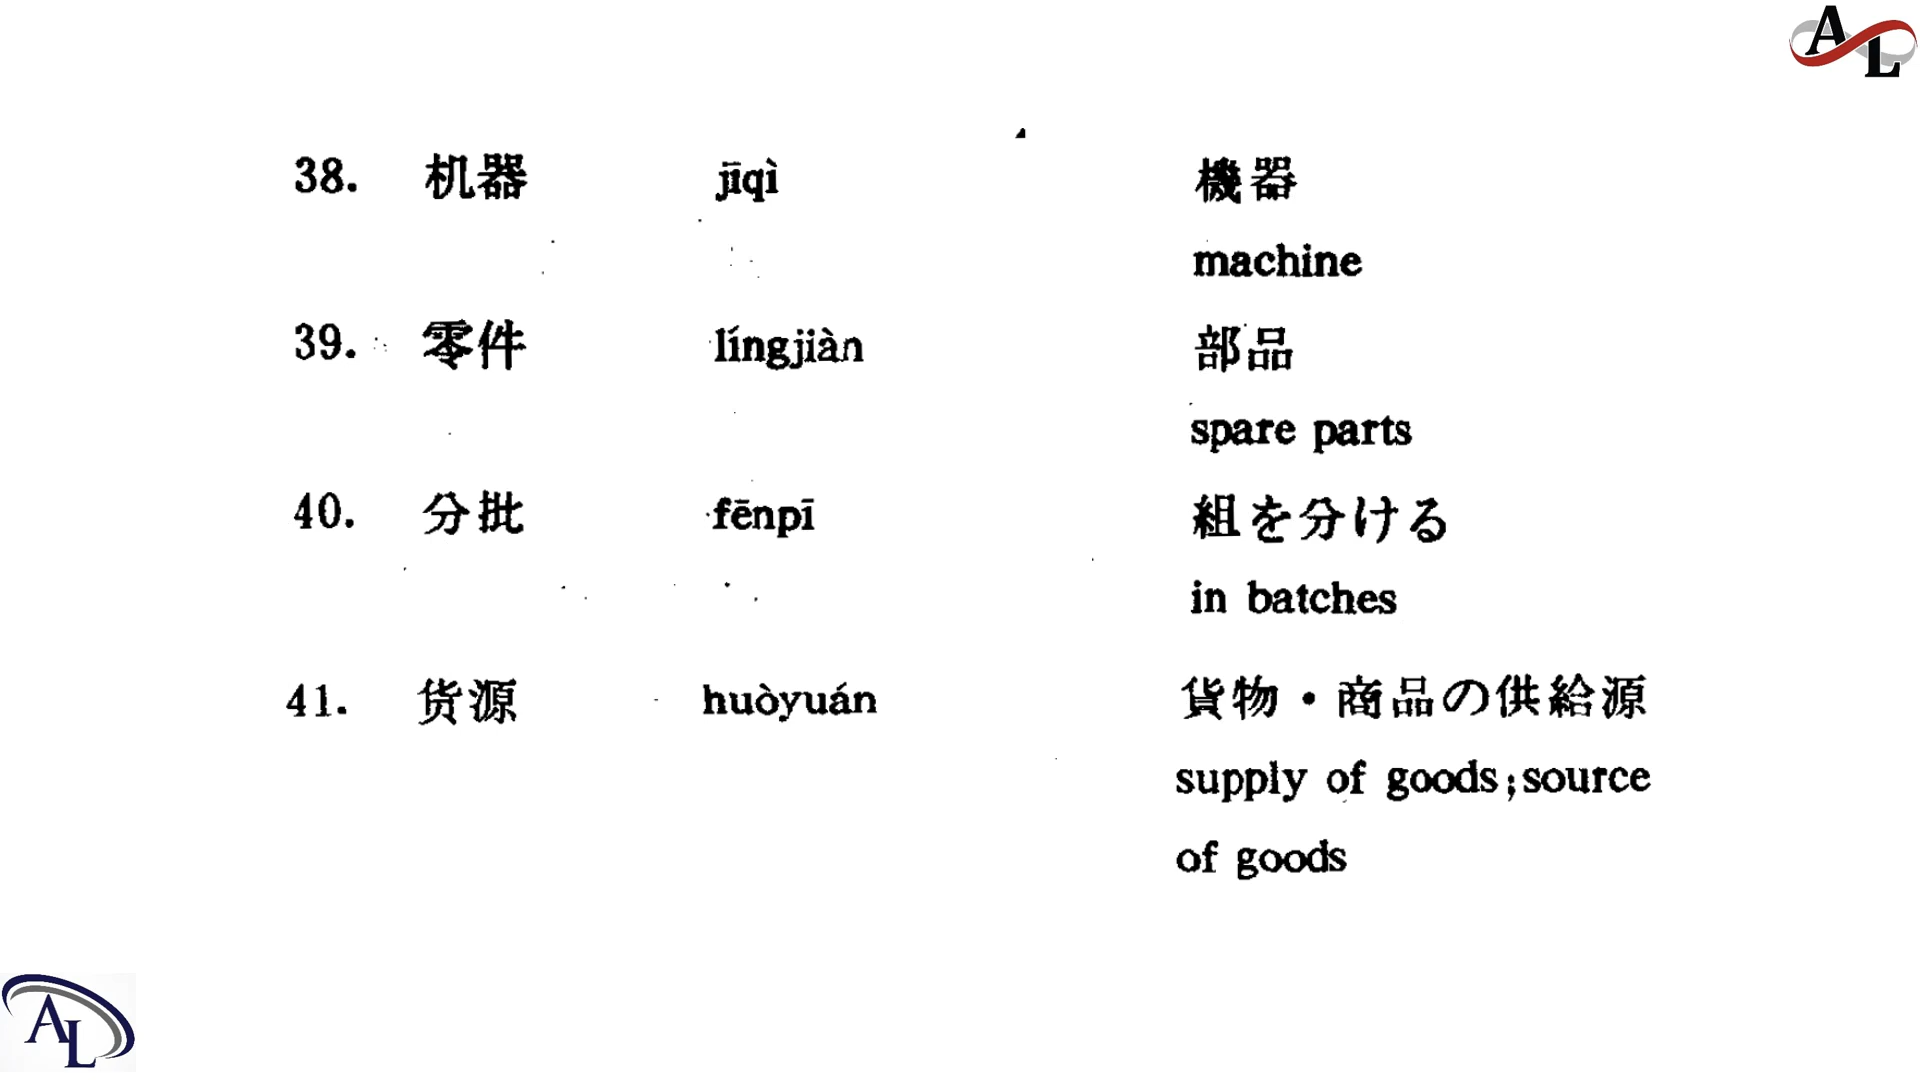 AL
38. 机器 jīqì 機器
machine
39. 零件 língjiàn 部品
spare parts
40. 分批 fēnpī 組を分ける
in batches
41. 货源 huòyuán 貨物・商品の供給源
supply of goods;source
of goods
AL